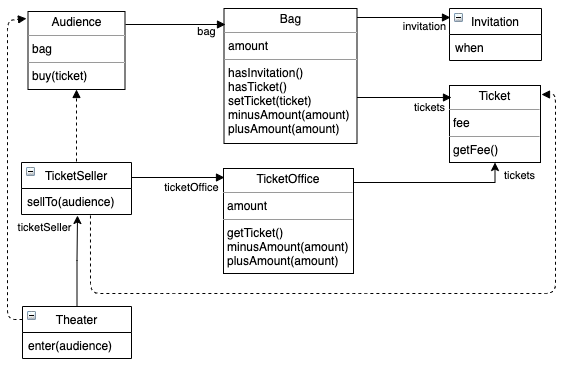 Audience
bag
buy(ticket)
bag
Bag
amount
hasInvitation()
hasTicket()
setTicket(ticket)
minusAmount(amount)
plusAmount(amount)
invitation
Invitation
when
tickets
Ticket
fee
getFee()
TicketSeller
sellTo(audience)
ticketOffice
TicketOffice
amount
getTicket()
minusAmount(amount)
plusAmount(amount)
tickets
ticketSeller
Theater
enter(audience)